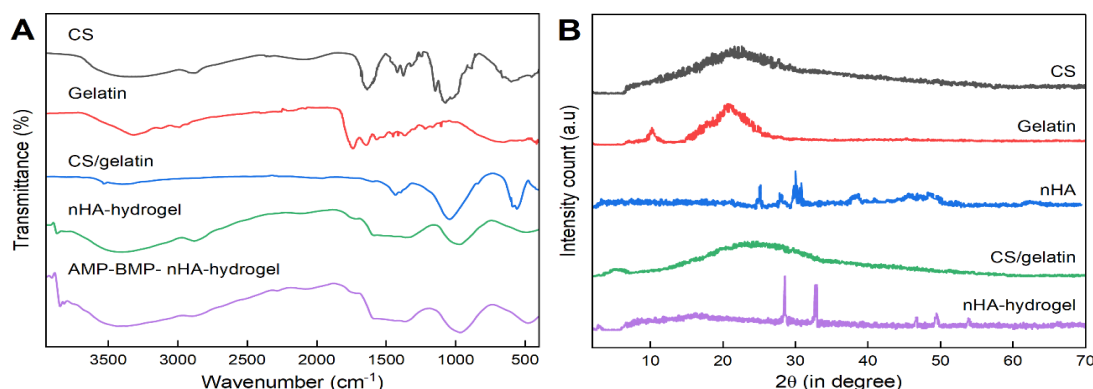 A
CS
Gelatin
CS/gelatin
nHA-hydrogel
AMP-BMP- nHA-hydrogel
Transmittance (%)
3500 3000 2500 2000 1500 1000 500
Wavenumber (cm⁻¹)
B
CS
Gelatin
nHA
CS/gelatin
nHA-hydrogel
Intensity count (a.u)
10 20 30 40 50 60 70
2θ (in degree)